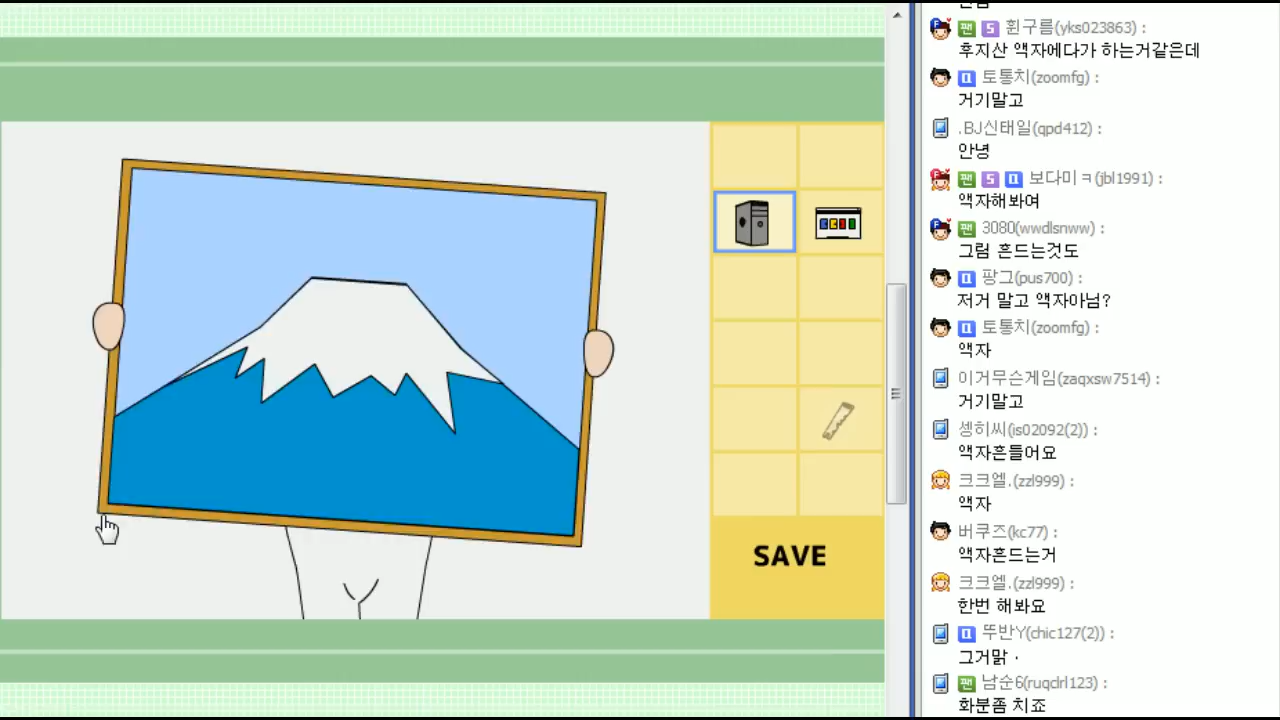 SAVE
휜구름(yks023863) :
후지산 액자에다가 하는거같은데
토통치(zoomfg) :
거기말고
.BJ신태일(qpd412) :
안녕
보다미ㅋ(jbl1991) :
액자해봐여
3080(wwdlsnww) :
그럼 흔드는것도
팡그(pus700) :
저거 말고 액자아님?
토통치(zoomfg) :
액자
이거무슨게임(zaqxsw7514) :
거기말고
셍히씨(is02092(2)) :
액자흔들어요
크크엘.(zzl999) :
액자
버쿠즈(kc77) :
액자흔드는거
크크엘.(zzl999) :
한번 해봐요
뚜반Y(chic127(2)) :
그거맑 ·
남순6(ruqclrl123) :
화분좀 치죠